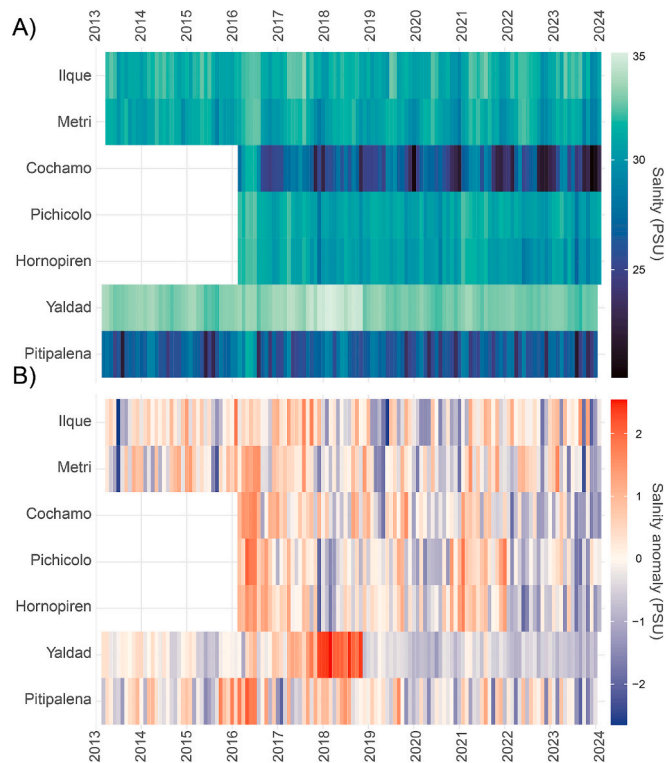 A)
2013 2014 2015 2016 2017 2018 2019 2020 2021 2022 2023 2024
Ilque
Metri
Cochamo
Pichicolo
Hornopiren
Yaldad
Pitipalena
35
30
25
Salinity (PSU)
B)
Ilque
Metri
Cochamo
Pichicolo
Hornopiren
Yaldad
Pitipalena
2
1
0
−1
−2
Salinity anomaly (PSU)
2013 2014 2015 2016 2017 2018 2019 2020 2021 2022 2023 2024